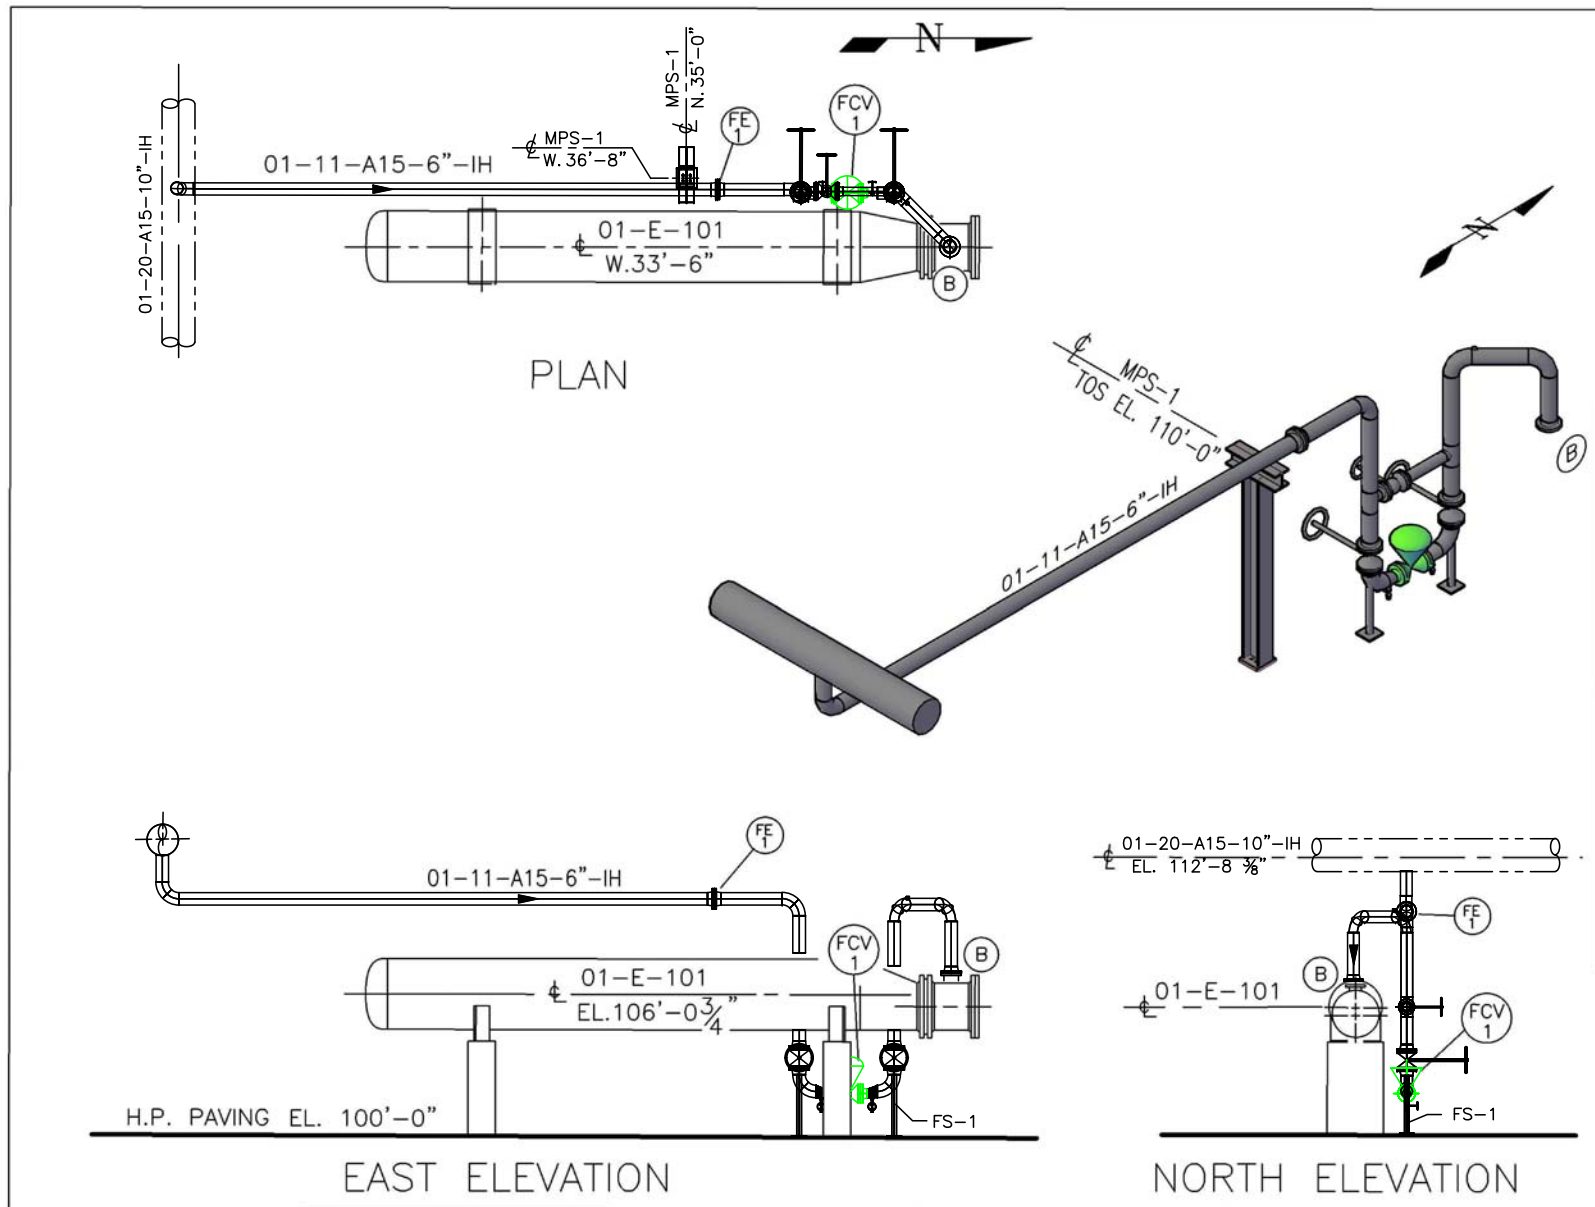 N
MPS-1
N. 35'-0"
FE
1
FCV
1
℄ MPS-1
W. 36'-8"
01-11-A15-6"-IH
01-20-A15-10"-IH
01-E-101
℄
W.33'-6"
B
PLAN
N
℄ MPS-1
TOS EL. 110'-0"
01-11-A15-6"-IH
B
FE
1
01-11-A15-6"-IH
FCV
1
B
01-E-101
℄
EL.106'-0¾"
H.P. PAVING EL. 100'-0"
FS-1
EAST ELEVATION
℄ 01-20-A15-10"-IH
EL. 112'-8 ⅜"
FE
1
B
℄ 01-E-101
FCV
1
FS-1
NORTH ELEVATION